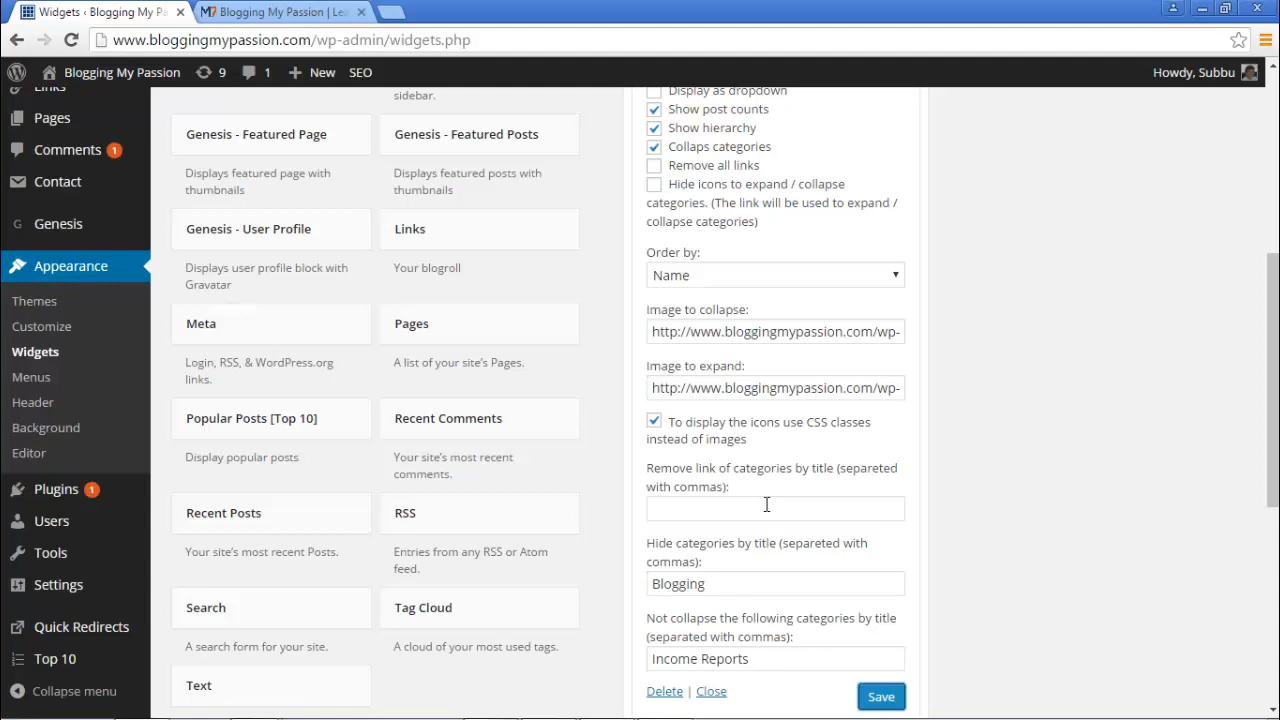 Widgets ‹ Blogging My Pa
Blogging My Passion | Lea
www.bloggingmypassion.com/wp-admin/widgets.php
Blogging My Passion
9
1
New
SEO
Howdy, Subbu
Links
Pages
Comments 1
Contact
Genesis
Appearance
Themes
Customize
Widgets
Menus
Header
Background
Editor
Plugins 1
Users
Tools
Settings
Quick Redirects
Top 10
Collapse menu
sidebar.
Genesis - Featured Page
Displays featured page with
thumbnails
Genesis - Featured Posts
Displays featured posts with
thumbnails
Genesis - User Profile
Displays user profile block with
Gravatar
Links
Your blogroll
Meta
Login, RSS, & WordPress.org
links.
Pages
A list of your site's Pages.
Popular Posts [Top 10]
Display popular posts
Recent Comments
Your site's most recent
comments.
Recent Posts
Your site's most recent Posts.
RSS
Entries from any RSS or Atom
feed.
Search
A search form for your site.
Tag Cloud
A cloud of your most used tags.
Text
Display as dropdown
Show post counts
Show hierarchy
Collaps categories
Remove all links
Hide icons to expand / collapse
categories. (The link will be used to expand /
collapse categories)
Order by:
Name
Image to collapse:
http://www.bloggingmypassion.com/wp-
Image to expand:
http://www.bloggingmypassion.com/wp-
To display the icons use CSS classes
instead of images
Remove link of categories by title (separeted
with commas):
Hide categories by title (separeted with
commas):
Blogging
Not collapse the following categories by title
(separated with commas):
Income Reports
Delete | Close
Save